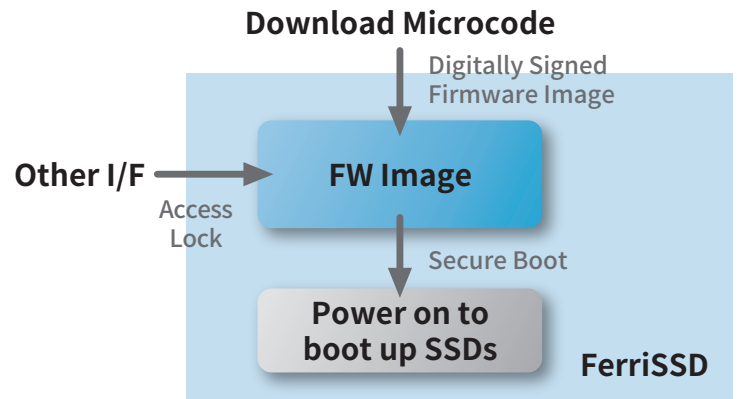 Download Microcode
Digitally Signed
Firmware Image
Other I/F
FW Image
Access
Lock
Secure Boot
Power on to
boot up SSDs
FerriSSD